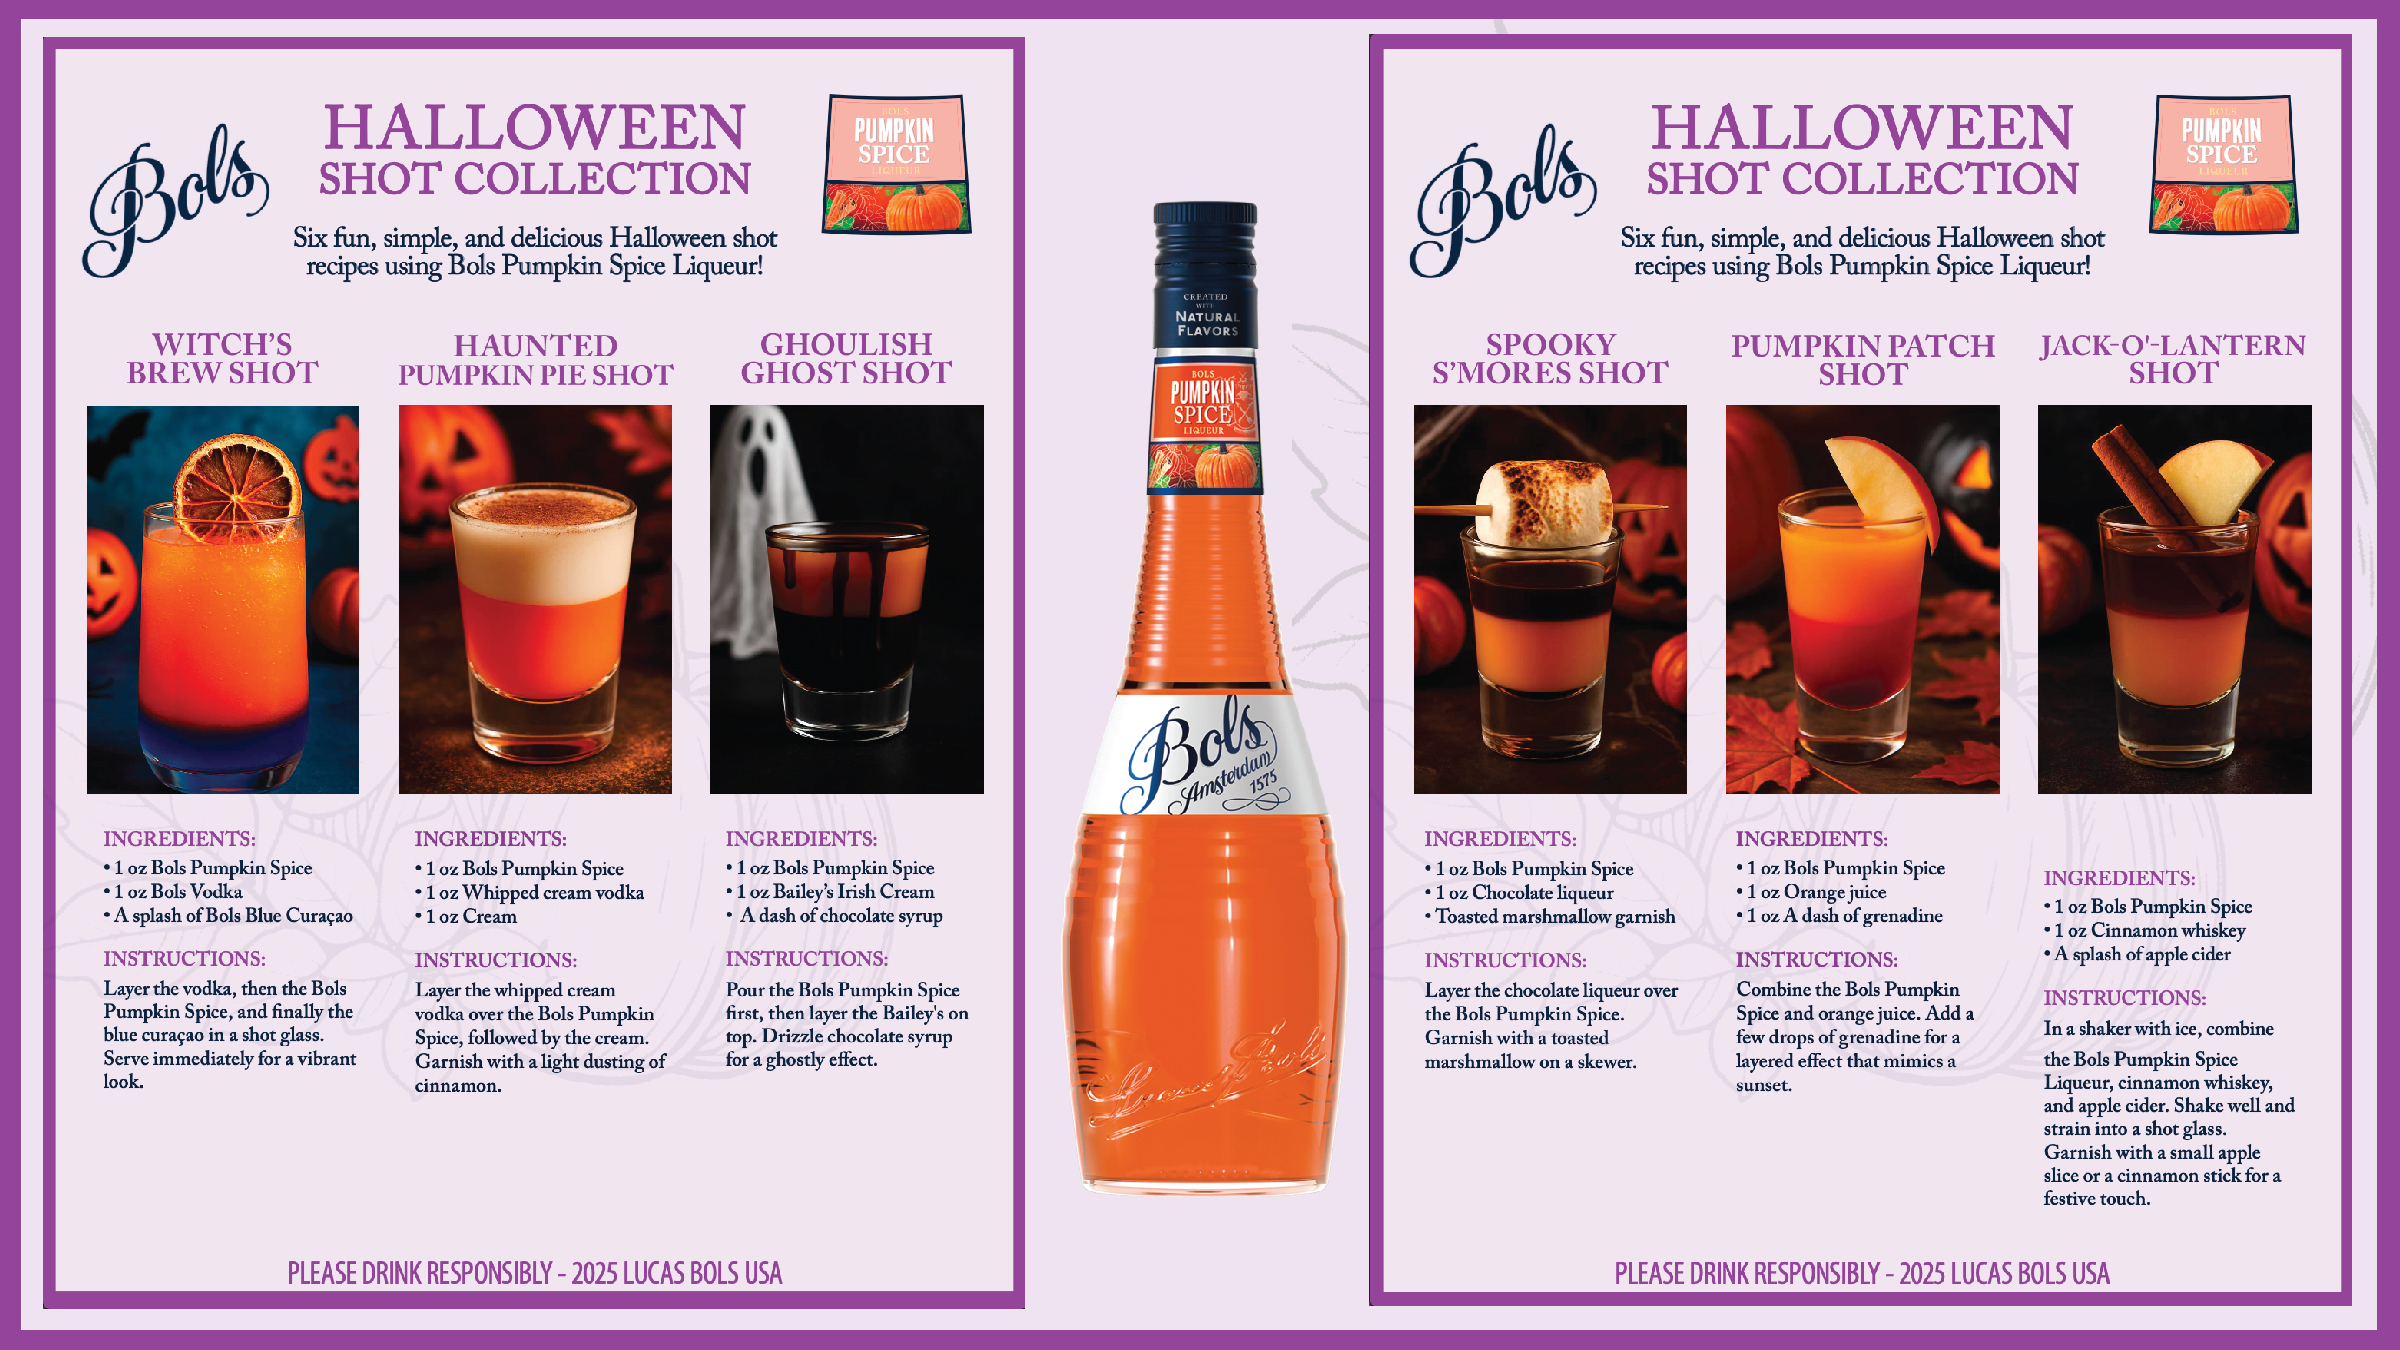 Bols
HALLOWEEN
SHOT COLLECTION
Six fun, simple, and delicious Halloween shot
recipes using Bols Pumpkin Spice Liqueur!
BOLS
PUMPKIN
SPICE
LIQUEUR
WITCH'S
BREW SHOT
INGREDIENTS:
• 1 oz Bols Pumpkin Spice
• 1 oz Bols Vodka
• A splash of Bols Blue Curaçao
INSTRUCTIONS:
Layer the vodka, then the Bols
Pumpkin Spice, and finally the
blue curaçao in a shot glass.
Serve immediately for a vibrant
look.
HAUNTED
PUMPKIN PIE SHOT
INGREDIENTS:
• 1 oz Bols Pumpkin Spice
• 1 oz Whipped cream vodka
• 1 oz Cream
INSTRUCTIONS:
Layer the whipped cream
vodka over the Bols Pumpkin
Spice, followed by the cream.
Garnish with a light dusting of
cinnamon.
GHOULISH
GHOST SHOT
INGREDIENTS:
• 1 oz Bols Pumpkin Spice
• 1 oz Bailey’s Irish Cream
• A dash of chocolate syrup
INSTRUCTIONS:
Pour the Bols Pumpkin Spice
first, then layer the Bailey's on
top. Drizzle chocolate syrup
for a ghostly effect.
PLEASE DRINK RESPONSIBLY - 2025 LUCAS BOLS USA
CREATED
WITH
NATURAL
FLAVORS
BOLS
PUMPKIN
SPICE
LIQUEUR
Bols
Amsterdam
1575
Bols
HALLOWEEN
SHOT COLLECTION
Six fun, simple, and delicious Halloween shot
recipes using Bols Pumpkin Spice Liqueur!
BOLS
PUMPKIN
SPICE
LIQUEUR
SPOOKY
S’MORES SHOT
INGREDIENTS:
• 1 oz Bols Pumpkin Spice
• 1 oz Chocolate liqueur
• Toasted marshmallow garnish
INSTRUCTIONS:
Layer the chocolate liqueur over
the Bols Pumpkin Spice.
Garnish with a toasted
marshmallow on a skewer.
PUMPKIN PATCH
SHOT
INGREDIENTS:
• 1 oz Bols Pumpkin Spice
• 1 oz Orange juice
• 1 oz A dash of grenadine
INSTRUCTIONS:
Combine the Bols Pumpkin
Spice and orange juice. Add a
few drops of grenadine for a
layered effect that mimics a
sunset.
JACK-O'-LANTERN
SHOT
INGREDIENTS:
• 1 oz Bols Pumpkin Spice
• 1 oz Cinnamon whiskey
• A splash of apple cider
INSTRUCTIONS:
In a shaker with ice, combine
the Bols Pumpkin Spice
Liqueur, cinnamon whiskey,
and apple cider. Shake well and
strain into a shot glass.
Garnish with a small apple
slice or a cinnamon stick for a
festive touch.
PLEASE DRINK RESPONSIBLY - 2025 LUCAS BOLS USA